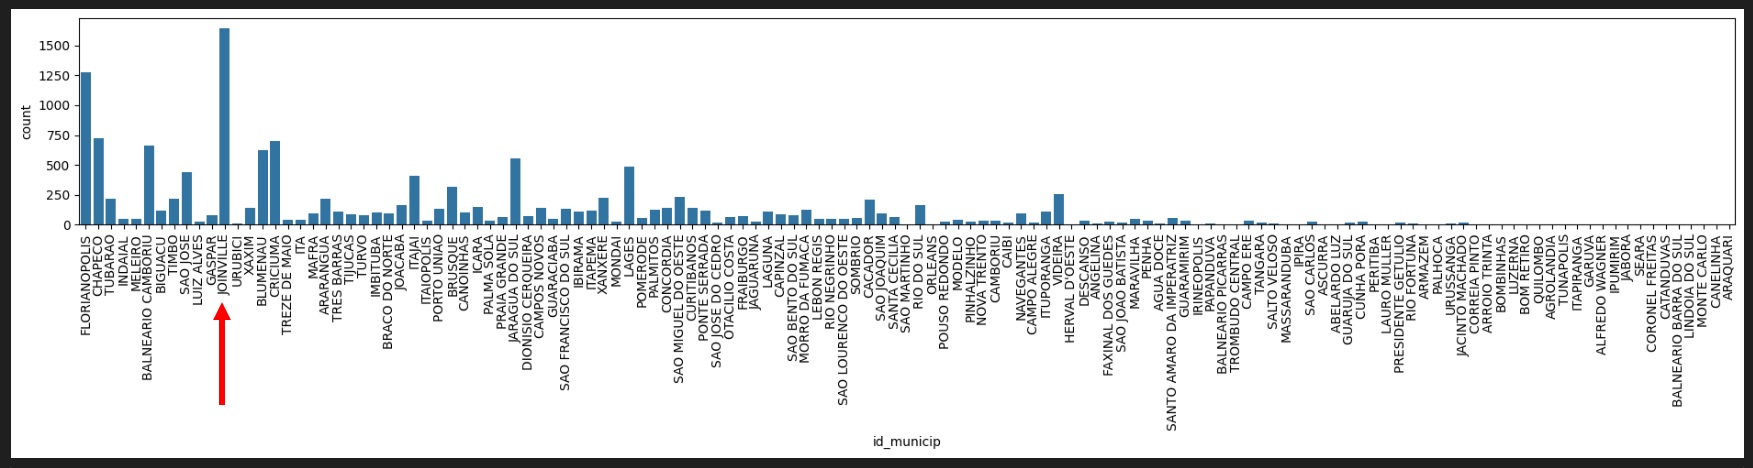 1500
1250
1000
750
500
250
0
count
FLORIANOPOLIS
CHAPECO
TUBARAO
INDAIAL
MELEIRO
BALNEARIO CAMBORIU
BIGUACU
TIMBO
SAO JOSE
LUIZ ALVES
GASPAR
JOINVILLE
URUBICI
XAXIM
BLUMENAU
CRICIUMA
TREZE DE MAIO
ITA
MAFRA
ARARANGUA
TRES BARRAS
TIJUCAS
TURVO
IMBITUBA
BRACO DO NORTE
JOACABA
ITAJAI
ITAIOPOLIS
PORTO UNIAO
BRUSQUE
CANOINHAS
ICARA
PALMA SOLA
PRAIA GRANDE
JARAGUA DO SUL
DIONISIO CERQUEIRA
CAMPOS NOVOS
GUARACIABA
SAO FRANCISCO DO SUL
IBIRAMA
ITAPEMA
XANXERE
MONDAI
LAGES
POMERODE
PALMITOS
CONCORDIA
SAO MIGUEL DO OESTE
CURITIBANOS
PONTE SERRADA
SAO JOSE DO CEDRO
OTACILIO COSTA
FRAIBURGO
JAGUARUNA
LAGUNA
CAPINZAL
SAO BENTO DO SUL
MORRO DA FUMACA
LEBON REGIS
RIO NEGRINHO
SAO LOURENCO DO OESTE
SOMBRIO
CACADOR
SAO JOAQUIM
SANTA CECILIA
SAO MARTINHO
RIO DO SUL
ORLEANS
POUSO REDONDO
MODELO
PINHALZINHO
NOVA TRENTO
CAMBORIU
CAIBI
NAVEGANTES
CAMPO ALEGRE
ITUPORANGA
VIDEIRA
HERVAL D'OESTE
DESCANSO
ANGELINA
FAXINAL DOS GUEDES
SAO JOAO BATISTA
MARAVILHA
PENHA
AGUA DOCE
SANTO AMARO DA IMPERATRIZ
GUARAMIRIM
IRINEOPOLIS
PAPANDUVA
BALNEARIO PICARRAS
TROMBUDO CENTRAL
CAMPO ERE
TANGARA
SALTO VELOSO
MASSARANDUBA
IPIRA
SAO CARLOS
ASCURRA
ABELARDO LUZ
GUARUJA DO SUL
CUNHA PORA
PERITIBA
LAURO MULLER
PRESIDENTE GETULIO
RIO FORTUNA
ARMAZEM
PALHOCA
URUSSANGA
JACINTO MACHADO
CORREIA PINTO
ARROIO TRINTA
BOMBINHAS
LUZERNA
BOM RETIRO
QUILOMBO
AGROLANDIA
TUNAPOLIS
ITAPIRANGA
GARUVA
ALFREDO WAGNER
IPUMIRIM
JABORA
SEARA
CORONEL FREITAS
CATANDUVAS
BALNEARIO BARRA DO SUL
LINDOIA DO SUL
MONTE CARLO
CANELINHA
ARAQUARI
id_municip